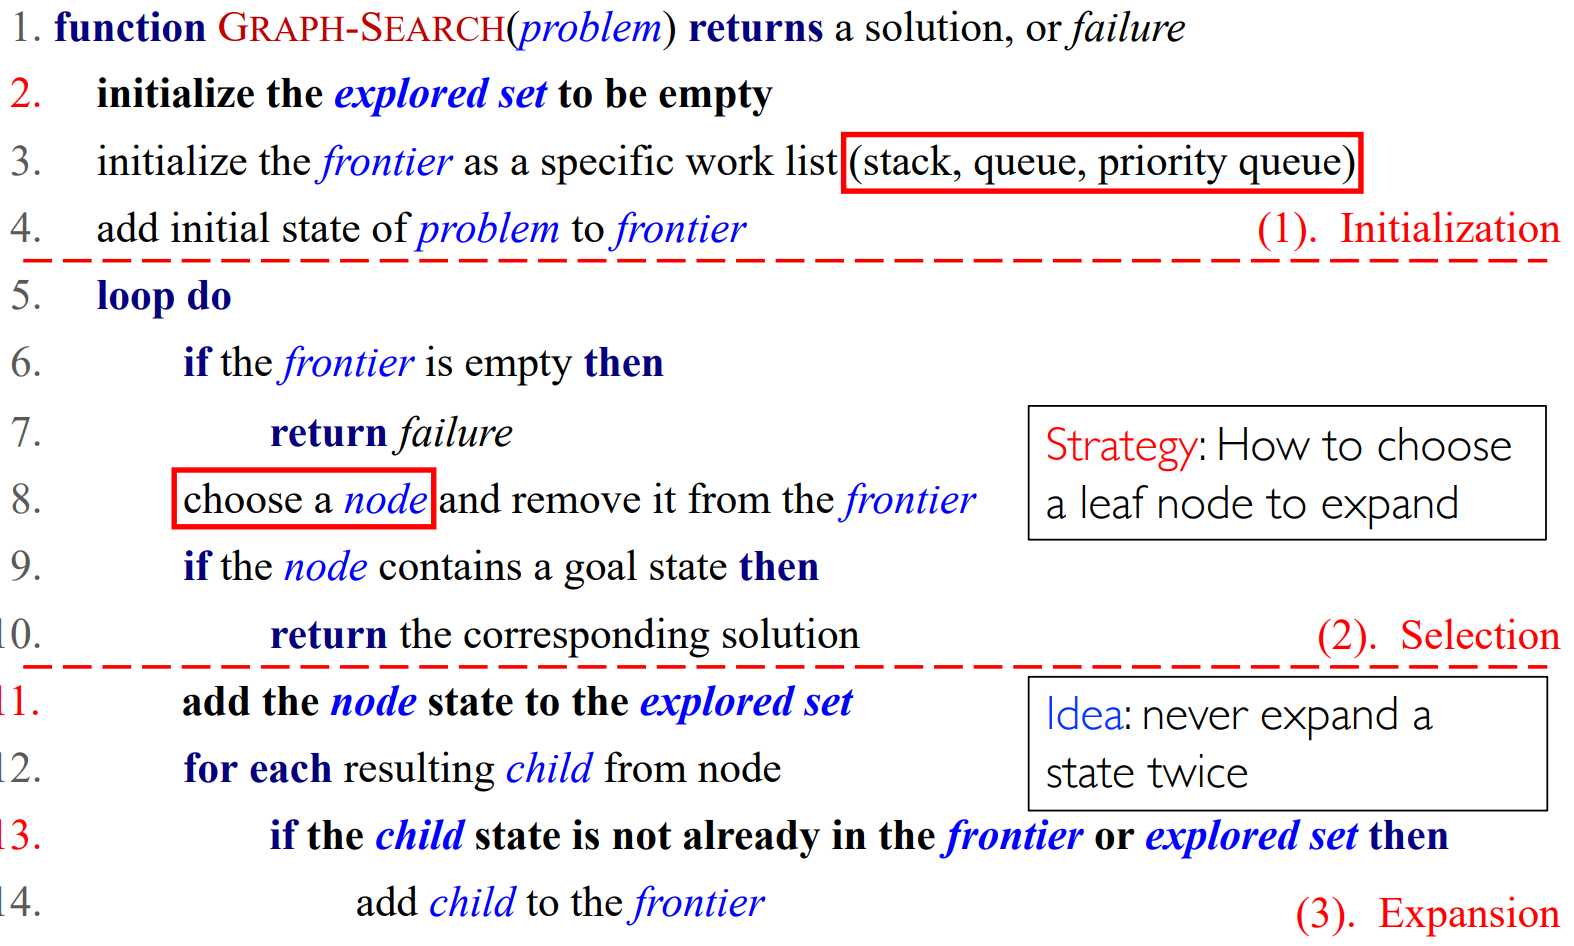 1. function GRAPH-SEARCH(problem) returns a solution, or failure
2. initialize the explored set to be empty
3. initialize the frontier as a specific work list (stack, queue, priority queue)
4. add initial state of problem to frontier
(1). Initialization
5. loop do
6. if the frontier is empty then
7. return failure
Strategy: How to choose
a leaf node to expand
8. choose a node and remove it from the frontier
9. if the node contains a goal state then
10. return the corresponding solution
(2). Selection
11. add the node state to the explored set
Idea: never expand a
state twice
12. for each resulting child from node
13. if the child state is not already in the frontier or explored set then
14. add child to the frontier
(3). Expansion